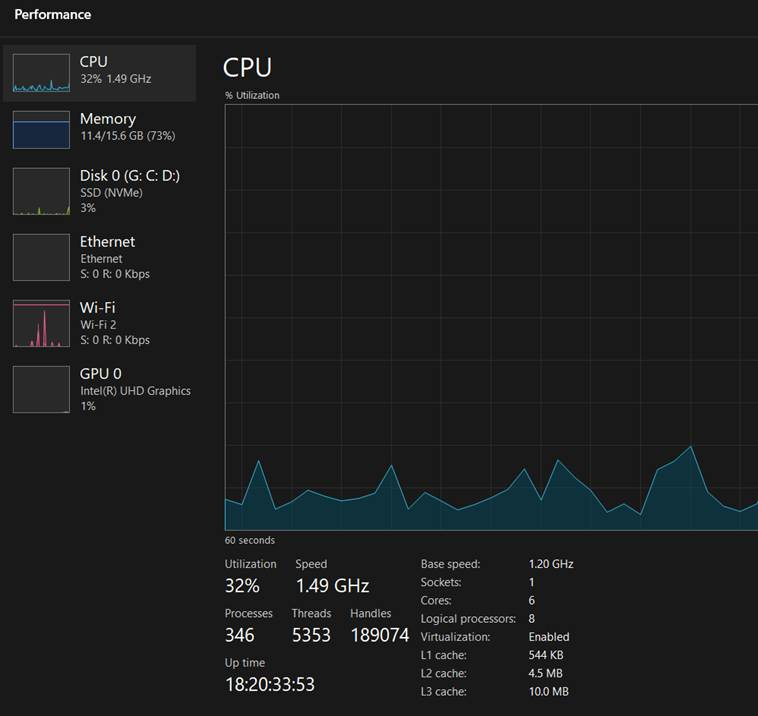 Performance
CPU
32% 1.49 GHz
Memory
11.4/15.6 GB (73%)
Disk 0 (G: C: D:)
SSD (NVMe)
3%
Ethernet
Ethernet
S: 0 R: 0 Kbps
Wi-Fi
Wi-Fi 2
S: 0 R: 0 Kbps
GPU 0
Intel(R) UHD Graphics
1%
CPU
% Utilization
60 seconds
Utilization Speed
32% 1.49 GHz
Processes Threads Handles
346 5353 189074
Up time
18:20:33:53
Base speed: 1.20 GHz
Sockets: 1
Cores: 6
Logical processors: 8
Virtualization: Enabled
L1 cache: 544 KB
L2 cache: 4.5 MB
L3 cache: 10.0 MB